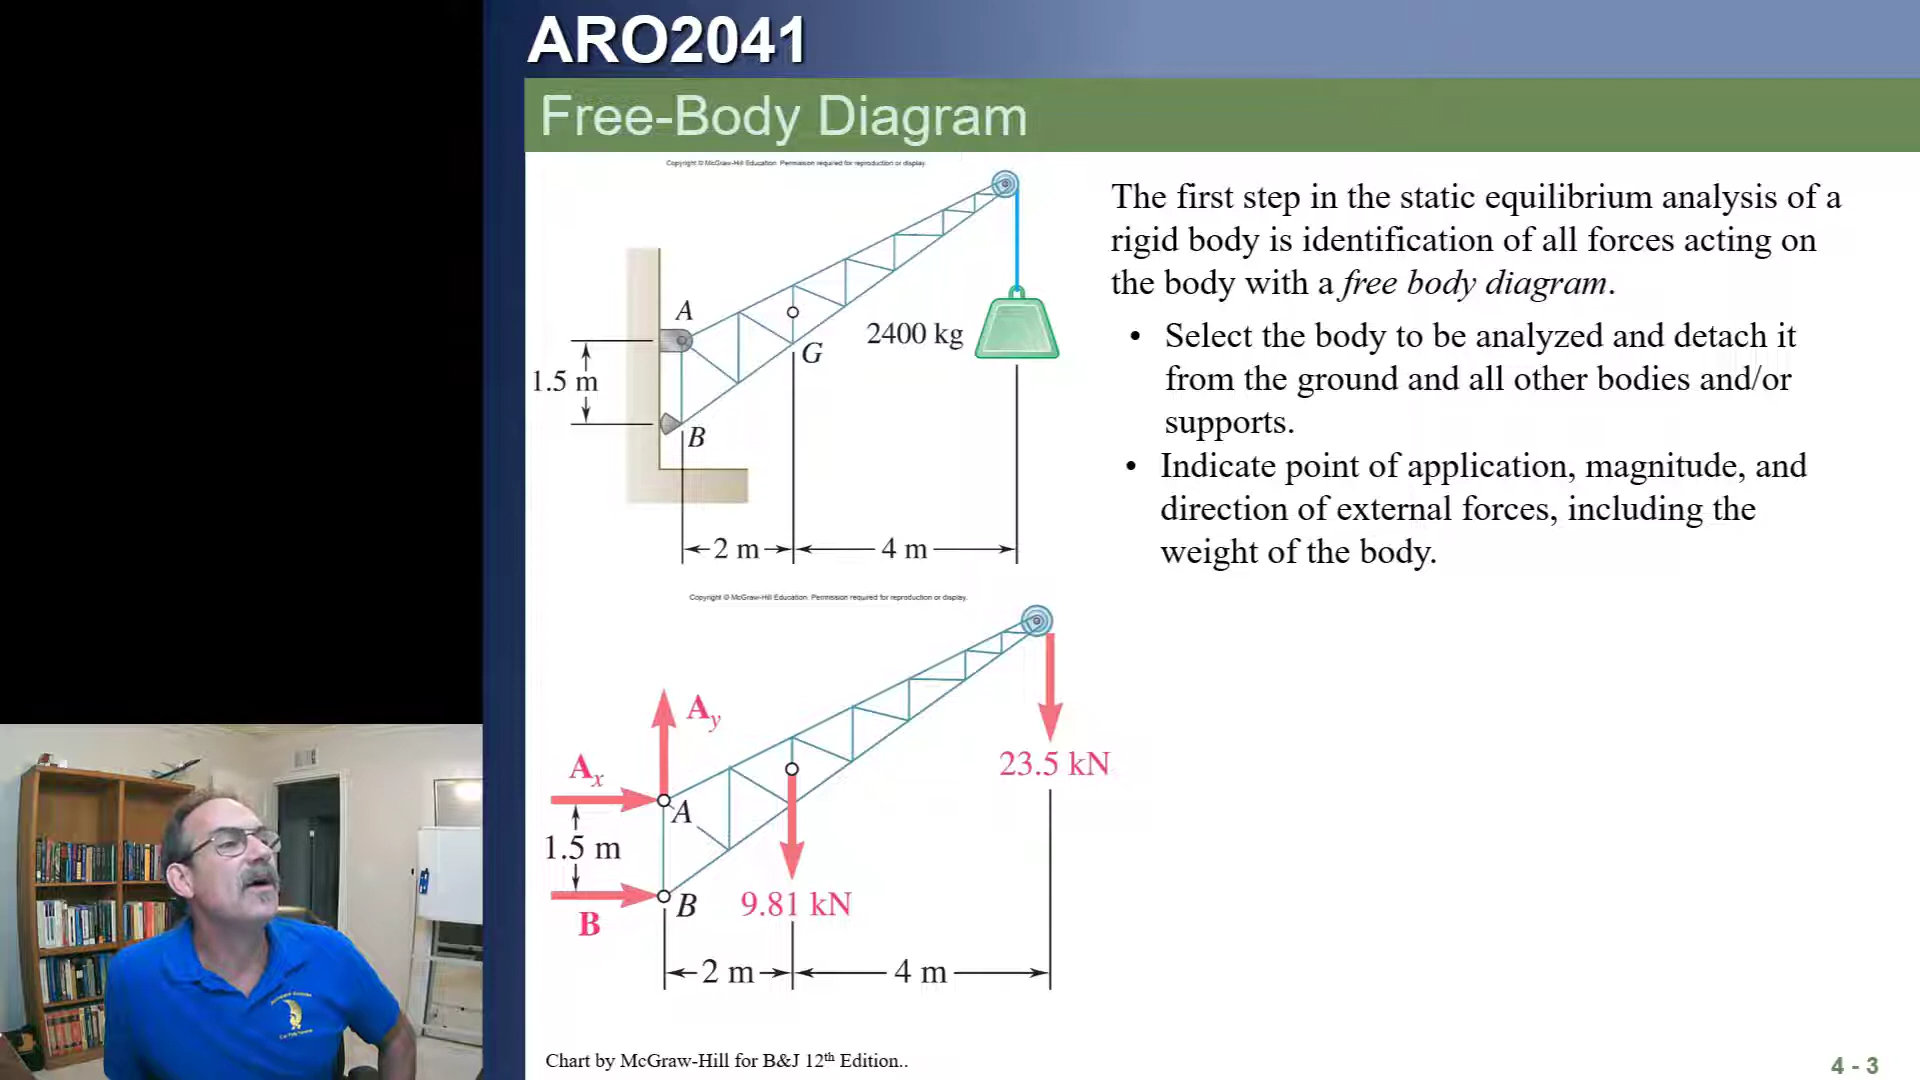 ARO2041
Free-Body Diagram
Copyright © McGraw-Hill Education. Permission required for reproduction or display.
A
1.5 m
B
G
2400 kg
2 m
4 m
The first step in the static equilibrium analysis of a
rigid body is identification of all forces acting on
the body with a free body diagram.
• Select the body to be analyzed and detach it
from the ground and all other bodies and/or
supports.
• Indicate point of application, magnitude, and
direction of external forces, including the
weight of the body.
Copyright © McGraw-Hill Education. Permission required for reproduction or display.
Ay
Ax
A
1.5 m
B
B
9.81 kN
23.5 kN
2 m
4 m
Chart by McGraw-Hill for B&J 12th Edition..
4 - 3